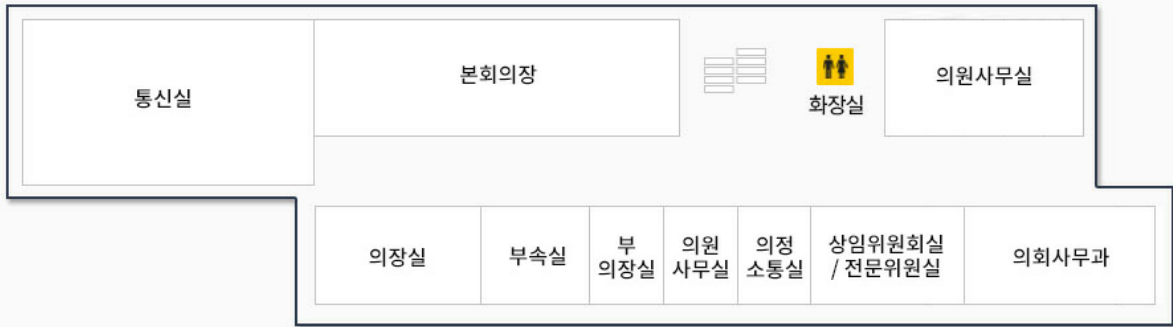 통신실
본회의장
화장실
의원사무실
의장실
부속실
부
의장실
의원
사무실
의정
소통실
상임위원회실
/ 전문위원실
의회사무과